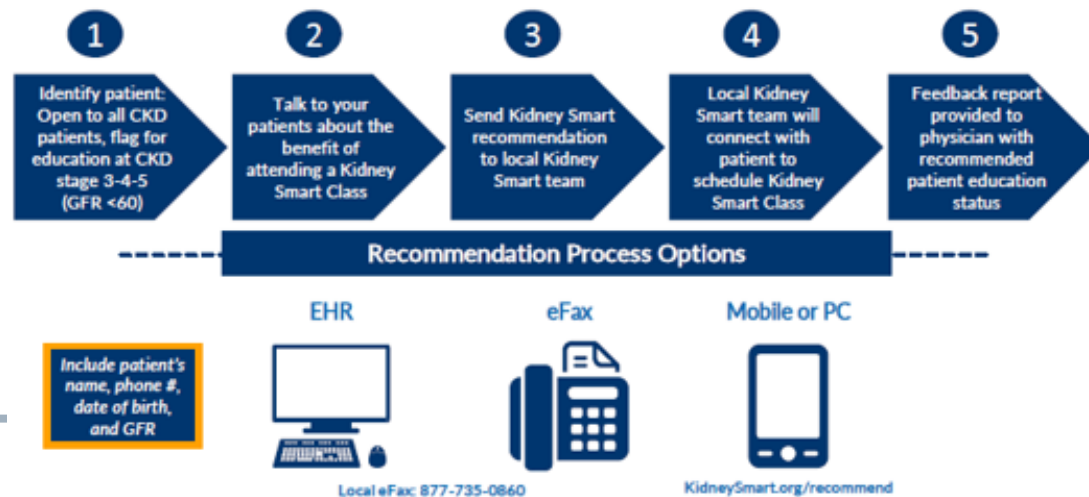 1
Identify patient:
Open to all CKD
patients, flag for
education at CKD
stage 3-4-5
(GFR <60)
2
Talk to your
patients about the
benefit of
attending a Kidney
Smart Class
3
Send Kidney Smart
recommendation
to local Kidney
Smart team
4
Local Kidney
Smart team will
connect with
patient to
schedule Kidney
Smart Class
5
Feedback report
provided to
physician with
recommended
patient education
status
Recommendation Process Options
Include patient's
name, phone #,
date of birth,
and GFR
EHR
eFax
Mobile or PC
Local eFax: 877-735-0860
KidneySmart.org/recommend